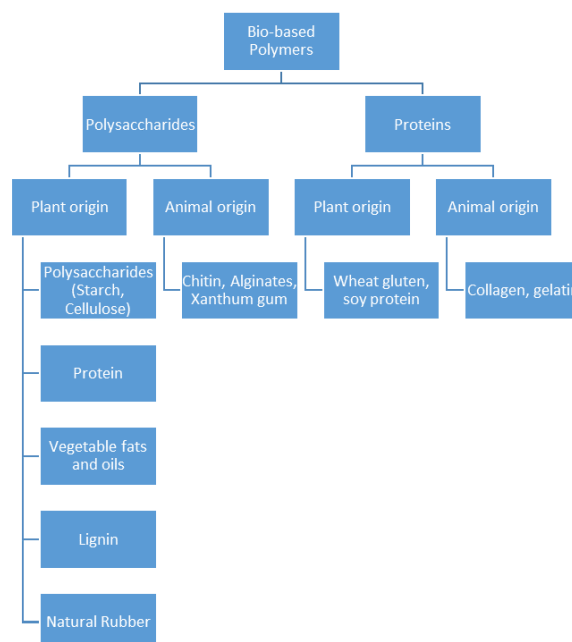 Bio-based
Polymers
Polysaccharides
Proteins
Plant origin
Animal origin
Plant origin
Animal origin
Polysaccharides
(Starch,
Cellulose)
Chitin, Alginates,
Xanthum gum
Wheat gluten,
soy protein
Collagen, gelatin
Protein
Vegetable fats
and oils
Lignin
Natural Rubber